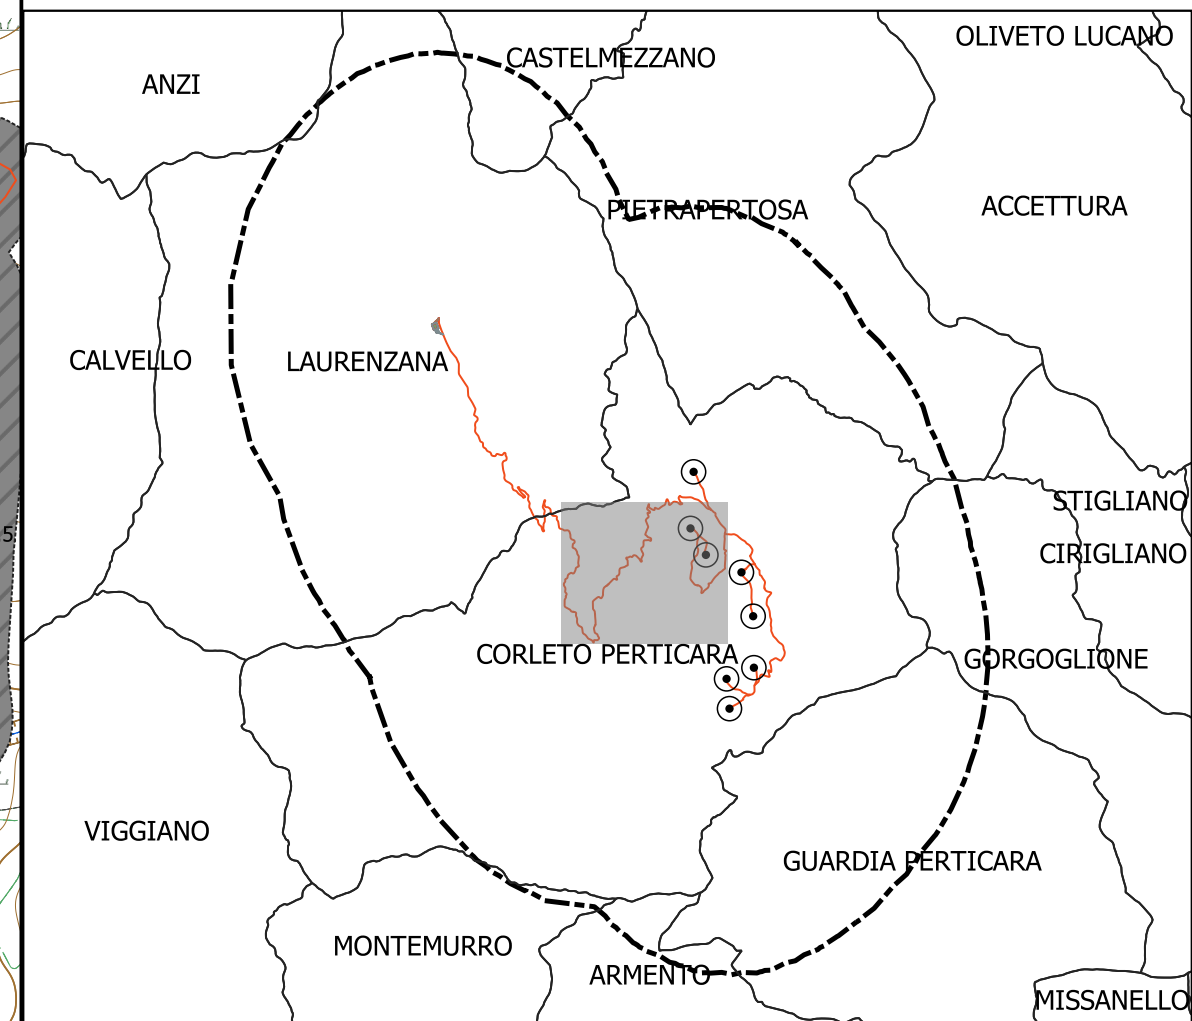 OLIVETO LUCANO
CASTELMEZZANO
ANZI
ACCETTURA
PIETRAPERTOSA
CALVELLO
LAURENZANA
STIGLIANO
5
CIRIGLIANO
CORLETO PERTICARA
GORGOGLIONE
VIGGIANO
GUARDIA PERTICARA
MONTEMURRO
ARMENTO
MISSANELLO